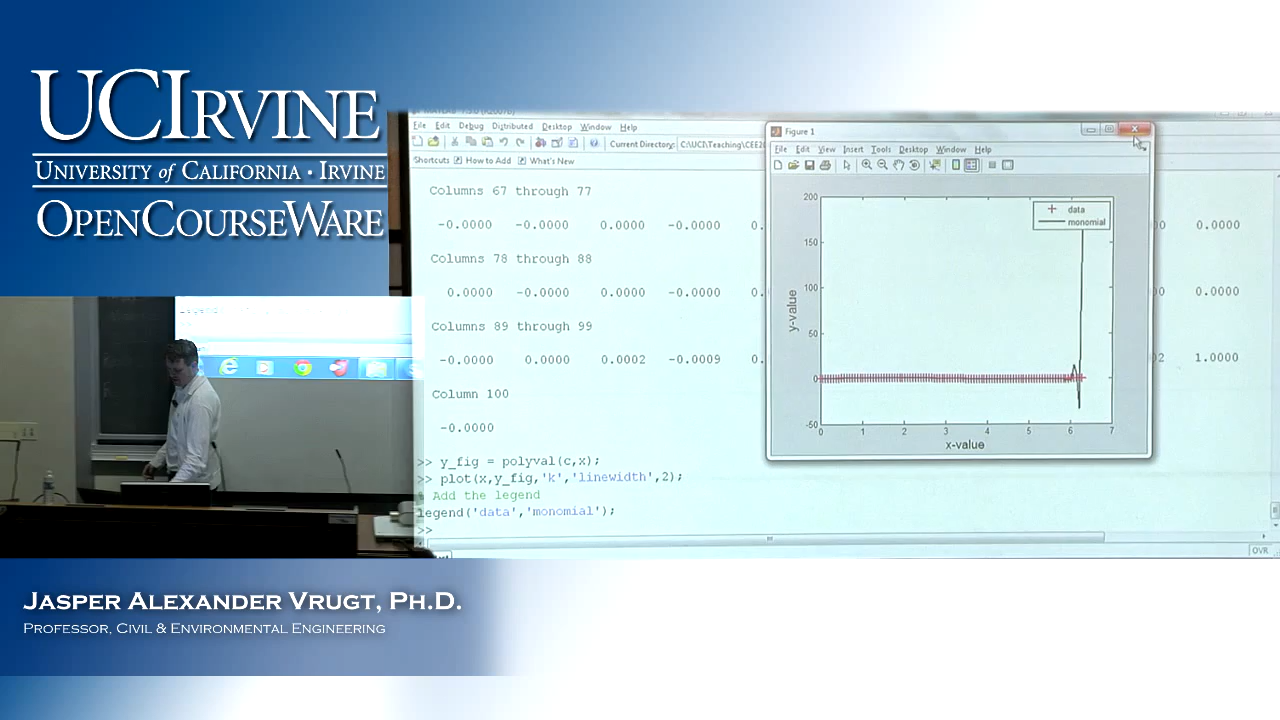 UCIRVINE
UNIVERSITY of CALIFORNIA · IRVINE
OPENCOURSEWARE
File Edit Debug Distributed Desktop Window Help
Current Directory: C:\UCI\Teaching\CEE2
Shortcuts How to Add What's New
Columns 67 through 77
-0.0000 -0.0000 0.0000 -0.0000 0. 0.0000
Columns 78 through 88
0.0000 -0.0000 0.0000 -0.0000 0. 0.0000
Columns 89 through 99
-0.0000 0.0000 0.0002 -0.0009 1.0000
Column 100
-0.0000
>> y_fig = polyval(c,x);
>> plot(x,y_fig,'k','linewidth',2);
Add the legend
legend('data','monomial');
>>
OVR
Figure 1
File Edit View Insert Tools Desktop Window Help
data
monomial
200
150
100
50
0
-50
0 1 2 3 4 5 6 7
y-value
x-value
JASPER ALEXANDER VRUGT, PH.D.
PROFESSOR, CIVIL & ENVIRONMENTAL ENGINEERING